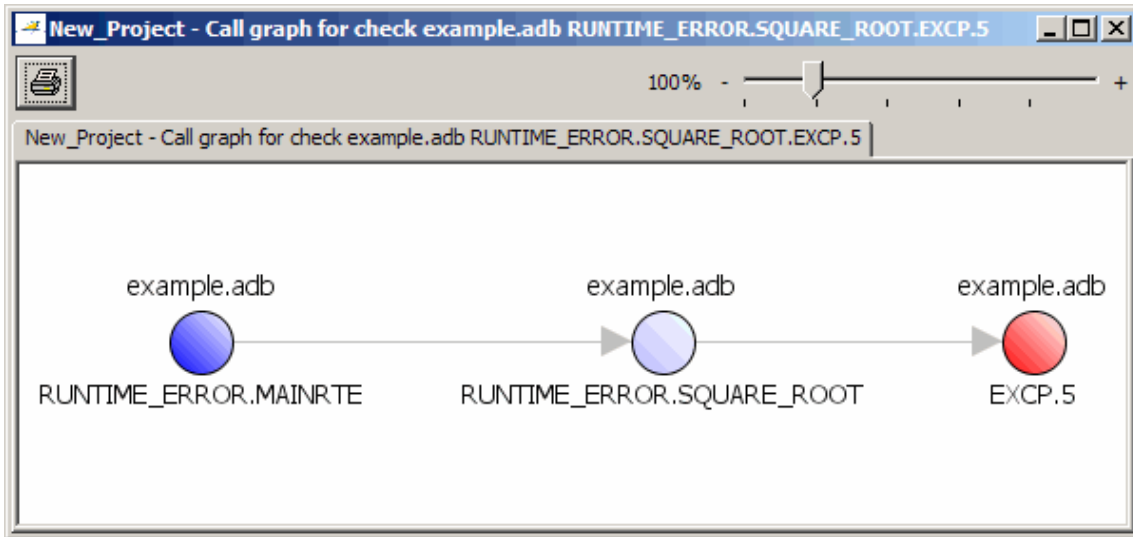 New_Project - Call graph for check example.adb RUNTIME_ERROR.SQUARE_ROOT.EXCP.5
100% - +
New_Project - Call graph for check example.adb RUNTIME_ERROR.SQUARE_ROOT.EXCP.5
example.adb example.adb example.adb
RUNTIME_ERROR.MAINRTE RUNTIME_ERROR.SQUARE_ROOT EXCP.5